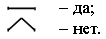 – да;
– нет.